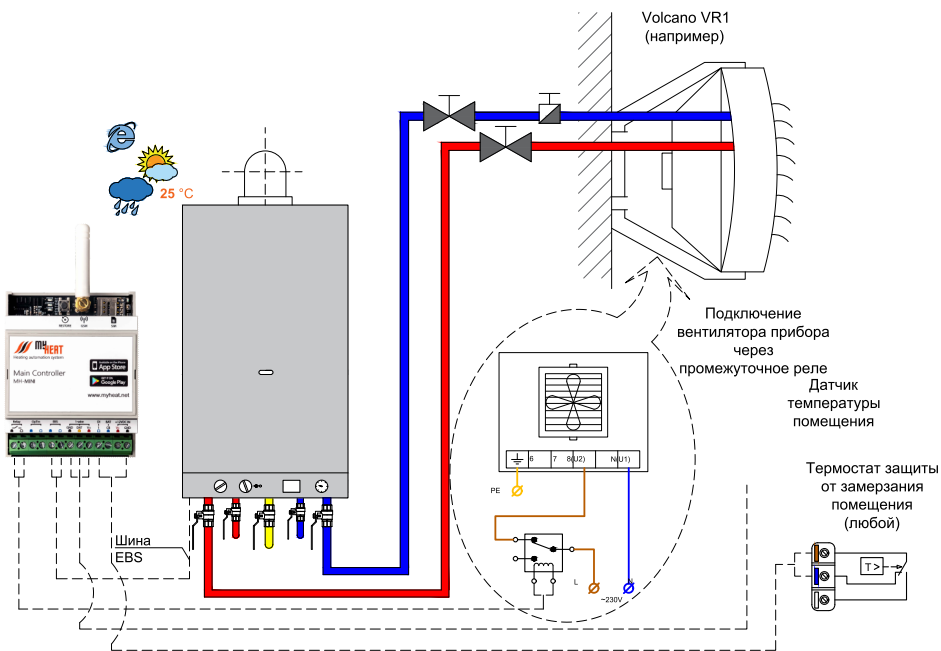 Volcano VR1
(например)
25 °C
Подключение
вентилятора прибора
через
промежуточное реле
Датчик
температуры
помещения
MYHEAT
Heating automation system
Main Controller
MH-MINI
App Store
Google Play
www.myheat.net
6 7 8(U2) N(U1)
PE
Термостат защиты
от замерзания
помещения
(любой)
T >
Шина
EBS
L
N
~230V